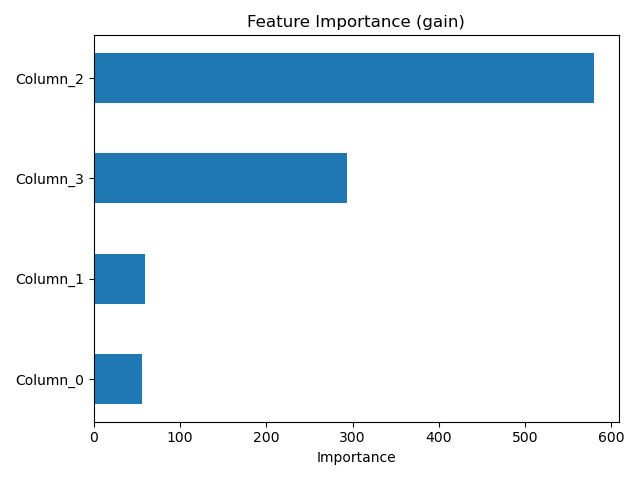 Feature Importance (gain)
Column_2
Column_3
Column_1
Column_0
0 100 200 300 400 500 600
Importance